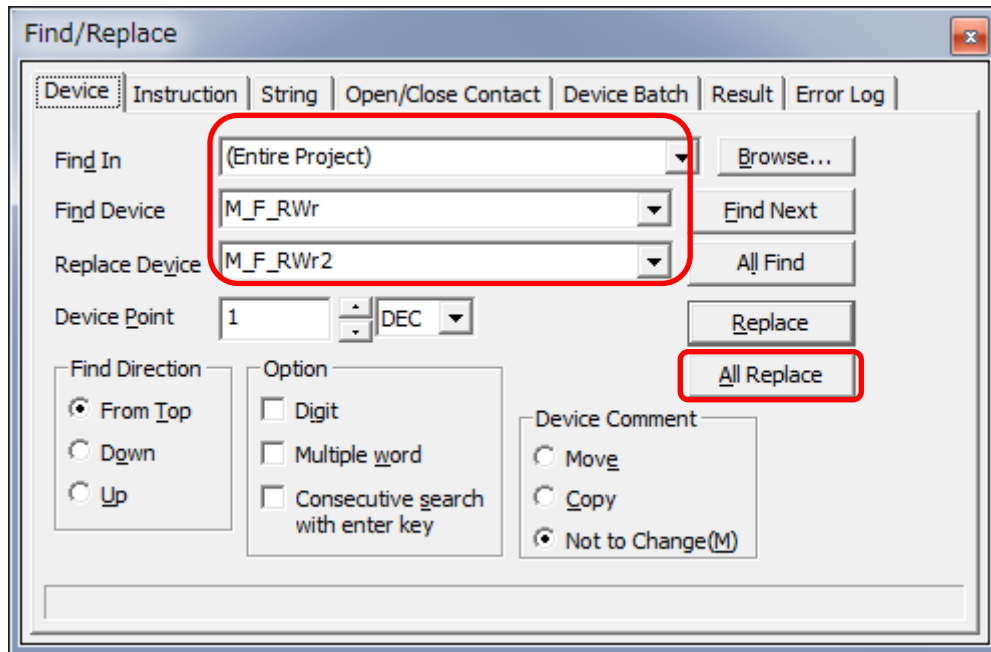 Find/Replace
Device Instruction String Open/Close Contact Device Batch Result Error Log
Find In (Entire Project) Browse...
Find Device M_F_RWr Find Next
Replace Device M_F_RWr2 All Find
Device Point 1 DEC Replace
All Replace
Find Direction
From Top
Down
Up
Option
Digit
Multiple word
Consecutive search
with enter key
Device Comment
Move
Copy
Not to Change(M)